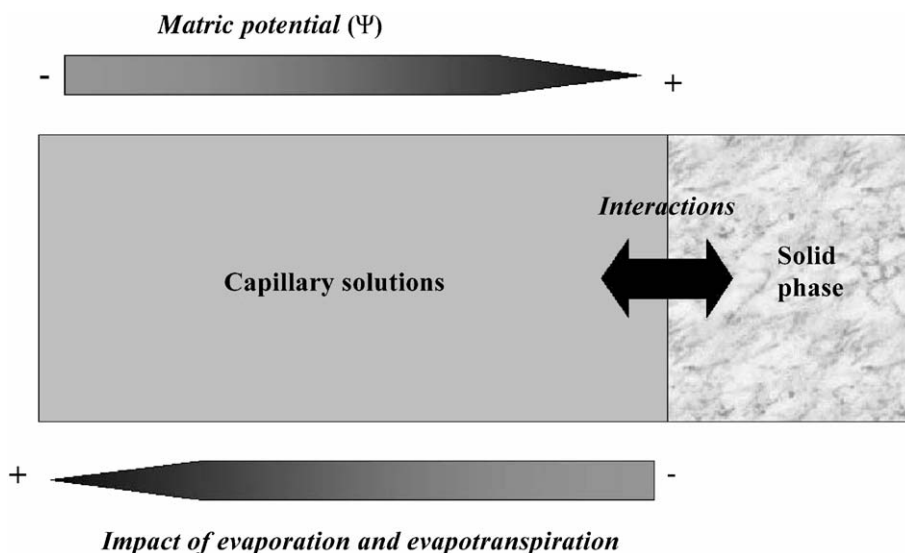 Matric potential (Ψ)
-
+
Interactions
Capillary solutions
Solid
phase
+
-
Impact of evaporation and evapotranspiration